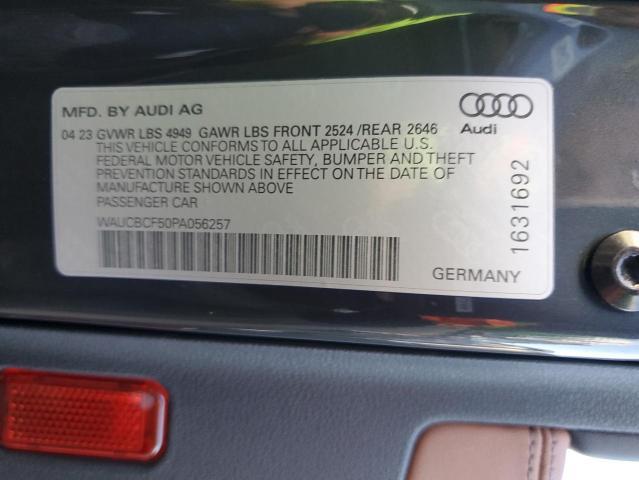 MFD. BY AUDI AG
04 23 GVWR LBS 4949 GAWR LBS FRONT 2524 /REAR 2646
THIS VEHICLE CONFORMS TO ALL APPLICABLE U.S.
FEDERAL MOTOR VEHICLE SAFETY, BUMPER AND THEFT
PREVENTION STANDARDS IN EFFECT ON THE DATE OF
MANUFACTURE SHOWN ABOVE
PASSENGER CAR
WAUCBCF50PA056257
Audi
1631692
GERMANY